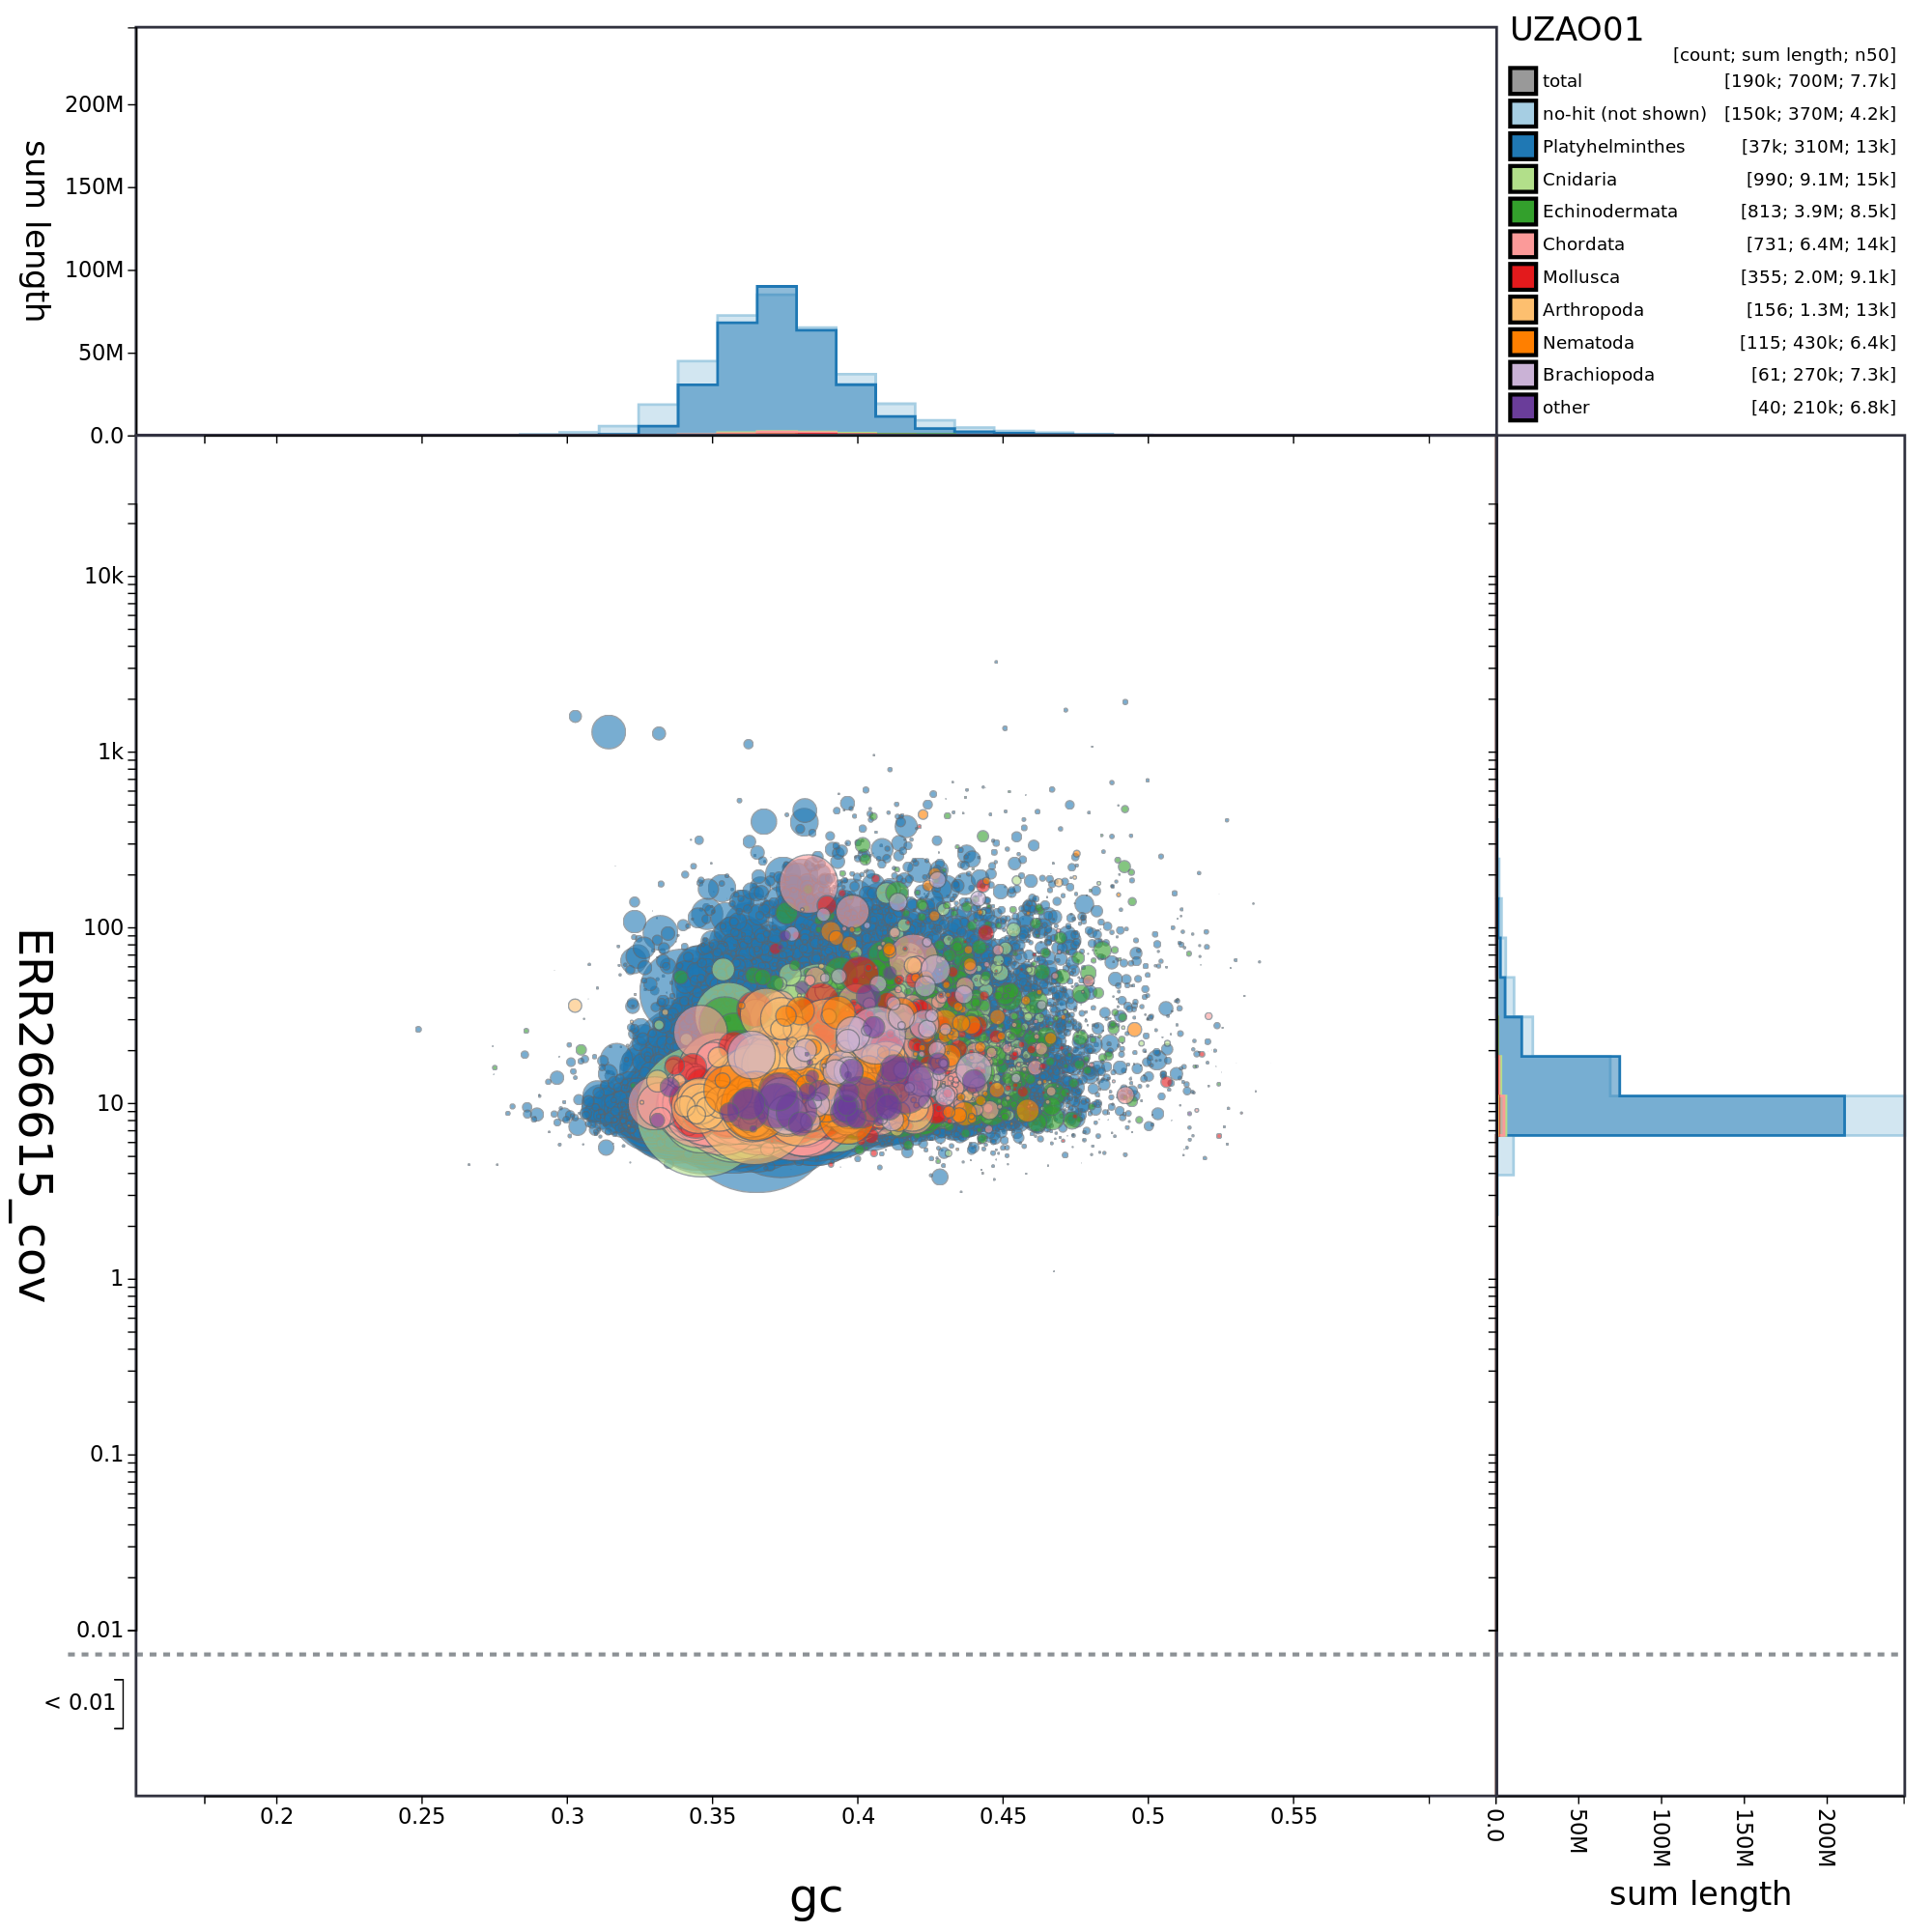 UZAO01
[count; sum length; n50]
total [190k; 700M; 7.7k]
no-hit (not shown) [150k; 370M; 4.2k]
Platyhelminthes [37k; 310M; 13k]
Cnidaria [990; 9.1M; 15k]
Echinodermata [813; 3.9M; 8.5k]
Chordata [731; 6.4M; 14k]
Mollusca [355; 2.0M; 9.1k]
Arthropoda [156; 1.3M; 13k]
Nematoda [115; 430k; 6.4k]
Brachiopoda [61; 270k; 7.3k]
other [40; 210k; 6.8k]
sum length
200M
150M
100M
50M
0.0
ERR266615_cov
10k
1k
100
10
1
0.1
0.01
< 0.01
0.2 0.25 0.3 0.35 0.4 0.45 0.5 0.55
gc
0.0 50M 100M 150M 200M
sum length